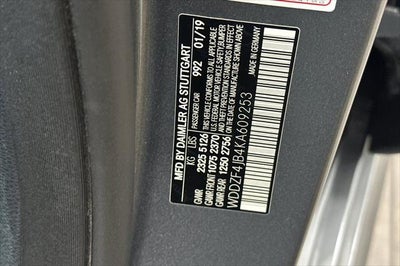 MFD BY DAIMLER AG STUTTGART
KG LBS PASSENGER CAR 992 01/19
GVWR 2325 5126 THIS VEHICLE CONFORMS TO ALL APPLICABLE
GAWR FRONT 1075 2370 U.S. FEDERAL MOTOR VEHICLE SAFETY, BUMPER
GAWR REAR 1250 2756 AND THEFT PREVENTION STANDARDS IN EFFECT
ON THE DATE OF MANUFACTURE SHOWN ABOVE
WDDZF4JB4KA609253
MADE IN GERMANY